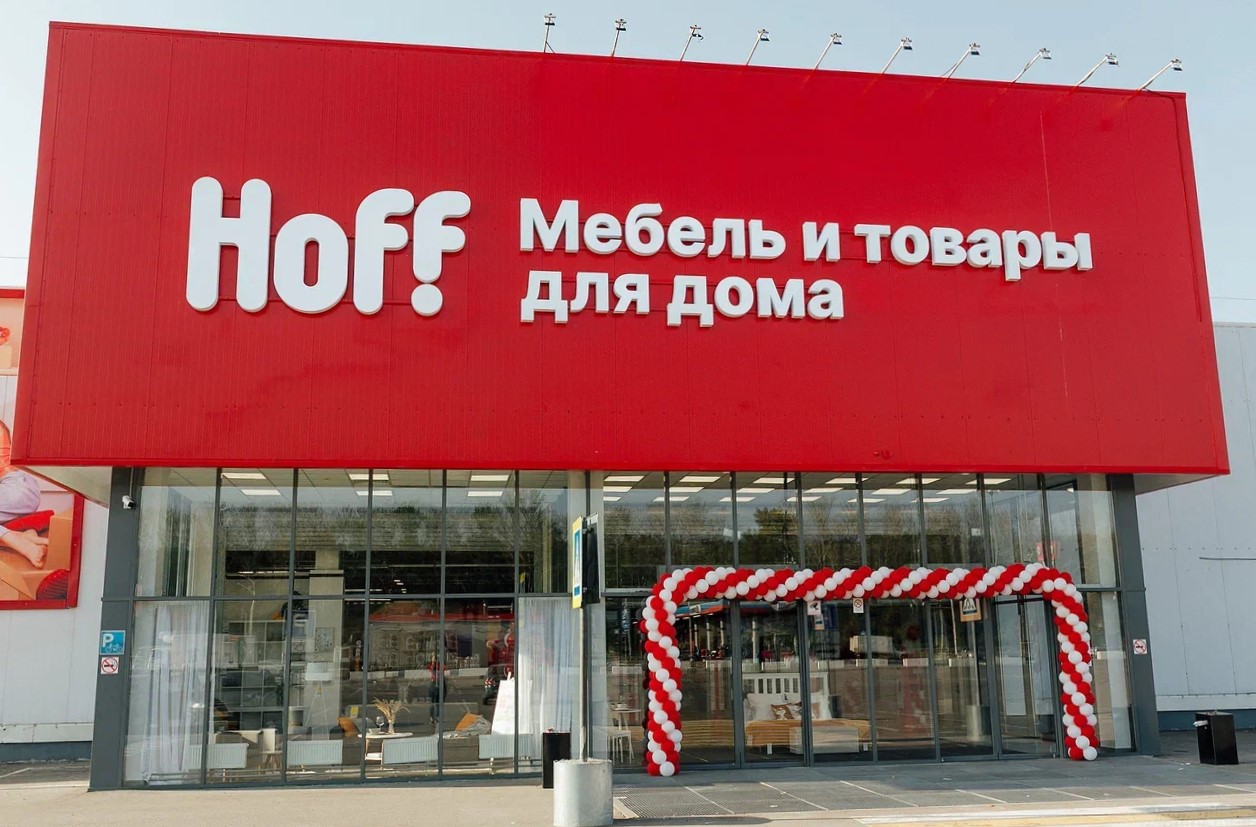 Hoff
Мебель и товары
для дома
P